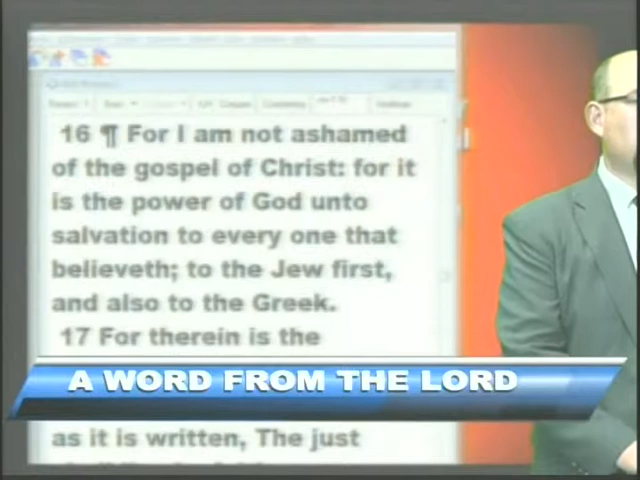 16 ¶ For I am not ashamed
of the gospel of Christ: for it
is the power of God unto
salvation to every one that
believeth; to the Jew first,
and also to the Greek.
17 For therein is the
A WORD FROM THE LORD
as it is written, The just